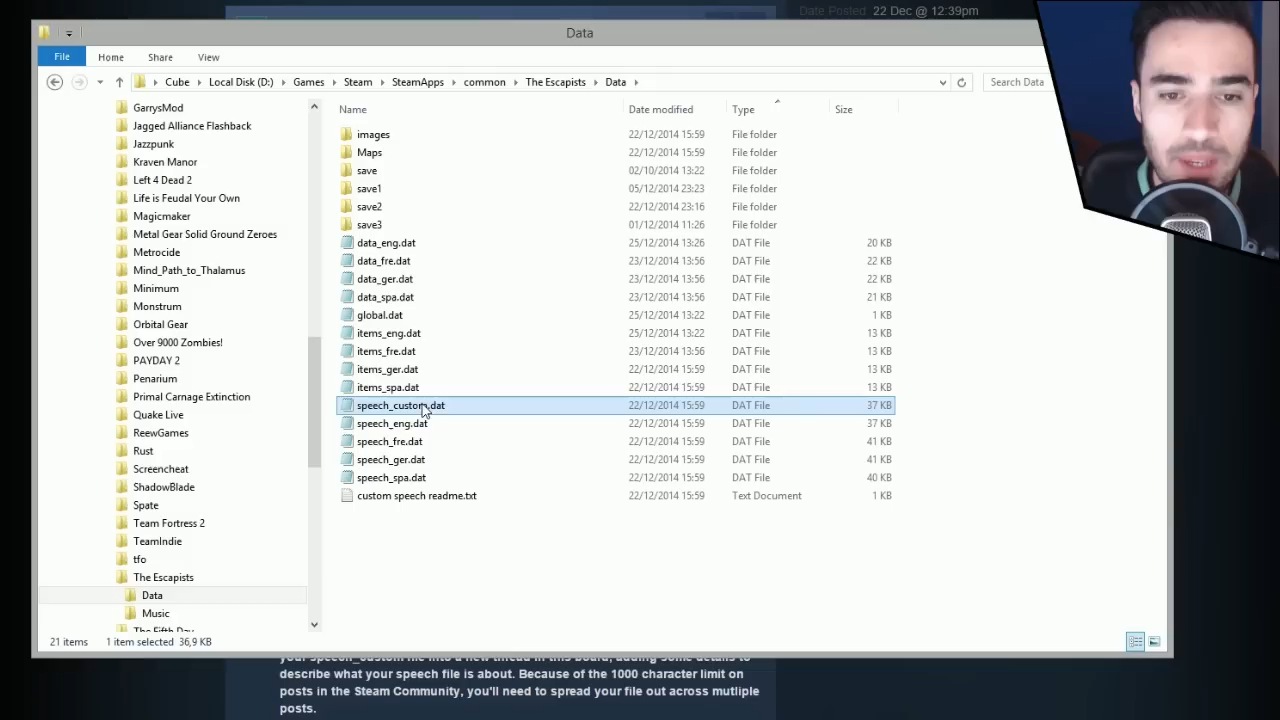 Date Posted 22 Dec @ 12:39pm
Data
File Home Share View
Cube Local Disk (D:) Games Steam SteamApps common The Escapists Data
Search Data
Name Date modified Type Size
GarrysMod
Jagged Alliance Flashback
Jazzpunk
Kraven Manor
Left 4 Dead 2
Life is Feudal Your Own
Magicmaker
Metal Gear Solid Ground Zeroes
Metrocide
Mind_Path_to_Thalamus
Minimum
Monstrum
Orbital Gear
Over 9000 Zombies!
PAYDAY 2
Penarium
Primal Carnage Extinction
Quake Live
ReewGames
Rust
Screencheat
ShadowBlade
Spate
Team Fortress 2
TeamIndie
tfo
The Escapists
Data
Music
The Fifth Day
images 22/12/2014 15:59 File folder
Maps 22/12/2014 15:59 File folder
save 02/10/2014 13:22 File folder
save1 05/12/2014 23:23 File folder
save2 22/12/2014 23:16 File folder
save3 01/12/2014 11:26 File folder
data_eng.dat 25/12/2014 13:26 DAT File 20 KB
data_fre.dat 23/12/2014 13:56 DAT File 22 KB
data_ger.dat 23/12/2014 13:56 DAT File 22 KB
data_spa.dat 23/12/2014 13:56 DAT File 21 KB
global.dat 25/12/2014 13:22 DAT File 1 KB
items_eng.dat 25/12/2014 13:22 DAT File 13 KB
items_fre.dat 23/12/2014 13:56 DAT File 13 KB
items_ger.dat 22/12/2014 15:59 DAT File 13 KB
items_spa.dat 22/12/2014 15:59 DAT File 13 KB
speech_custom.dat 22/12/2014 15:59 DAT File 37 KB
speech_eng.dat 22/12/2014 15:59 DAT File 37 KB
speech_fre.dat 22/12/2014 15:59 DAT File 41 KB
speech_ger.dat 22/12/2014 15:59 DAT File 41 KB
speech_spa.dat 22/12/2014 15:59 DAT File 40 KB
custom speech readme.txt 22/12/2014 15:59 Text Document 1 KB
21 items 1 item selected 36,9 KB
your speech_custom file into a new thread in this board, adding some details to
describe what your speech file is about. Because of the 1000 character limit on
posts in the Steam Community, you'll need to spread your file out across mutliple
posts.